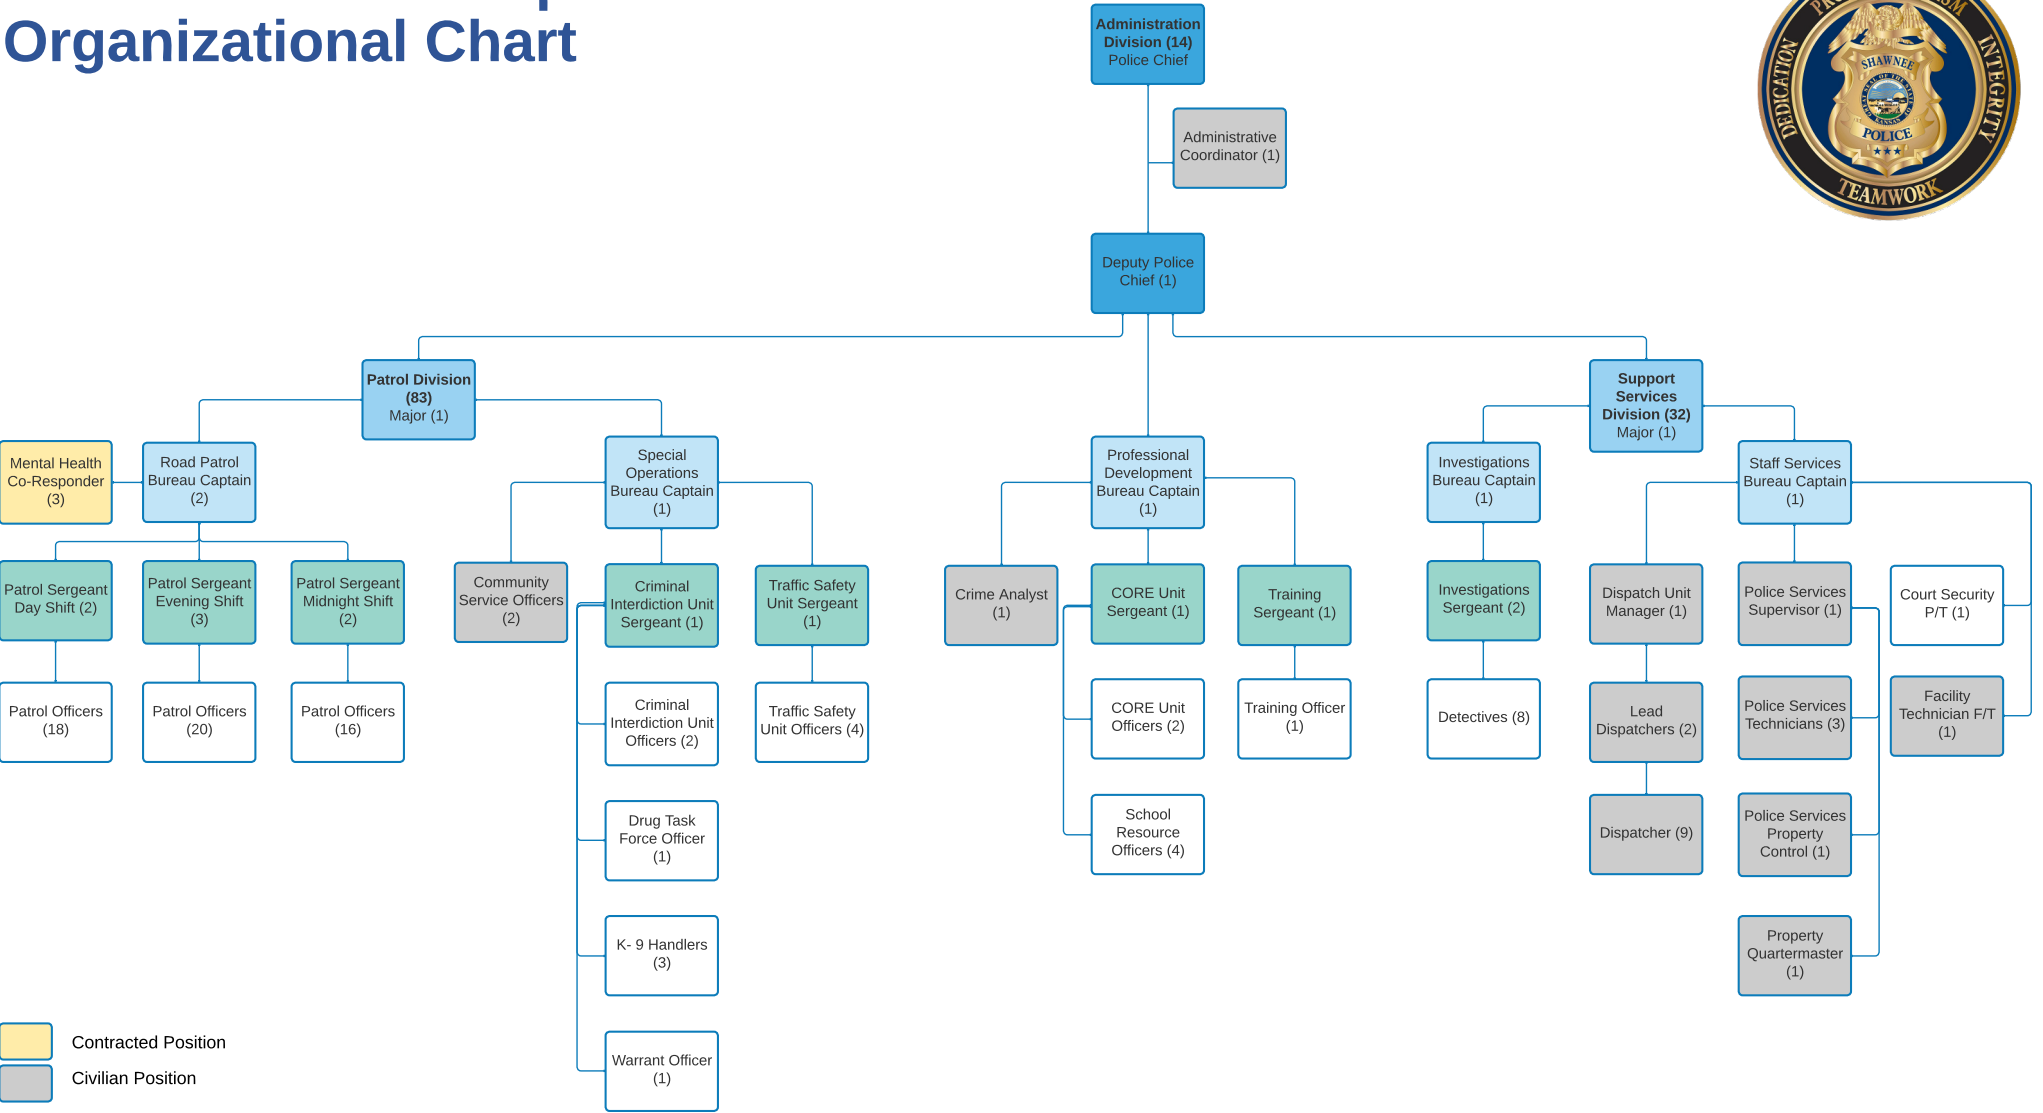 Organizational Chart
Administration
Division (14)
Police Chief
SHAWNEE
POLICE
DEDICATION
INTEGRITY
TEAMWORK
Administrative
Coordinator (1)
Deputy Police
Chief (1)
Patrol Division
(83)
Major (1)
Support
Services
Division (32)
Major (1)
Mental Health
Co-Responder
(3)
Road Patrol
Bureau Captain
(2)
Special
Operations
Bureau Captain
(1)
Professional
Development
Bureau Captain
(1)
Investigations
Bureau Captain
(1)
Staff Services
Bureau Captain
(1)
Patrol Sergeant
Day Shift (2)
Patrol Sergeant
Evening Shift
(3)
Patrol Sergeant
Midnight Shift
(2)
Community
Service Officers
(2)
Criminal
Interdiction Unit
Sergeant (1)
Traffic Safety
Unit Sergeant
(1)
Crime Analyst
(1)
CORE Unit
Sergeant (1)
Training
Sergeant (1)
Investigations
Sergeant (2)
Dispatch Unit
Manager (1)
Police Services
Supervisor (1)
Court Security
P/T (1)
Patrol Officers
(18)
Patrol Officers
(20)
Patrol Officers
(16)
Criminal
Interdiction Unit
Officers (2)
Traffic Safety
Unit Officers (4)
CORE Unit
Officers (2)
Training Officer
(1)
Detectives (8)
Lead
Dispatchers (2)
Police Services
Technicians (3)
Facility
Technician F/T
(1)
Drug Task
Force Officer
(1)
School
Resource
Officers (4)
Dispatcher (9)
Police Services
Property
Control (1)
K- 9 Handlers
(3)
Property
Quartermaster
(1)
Warrant Officer
(1)
Contracted Position
Civilian Position